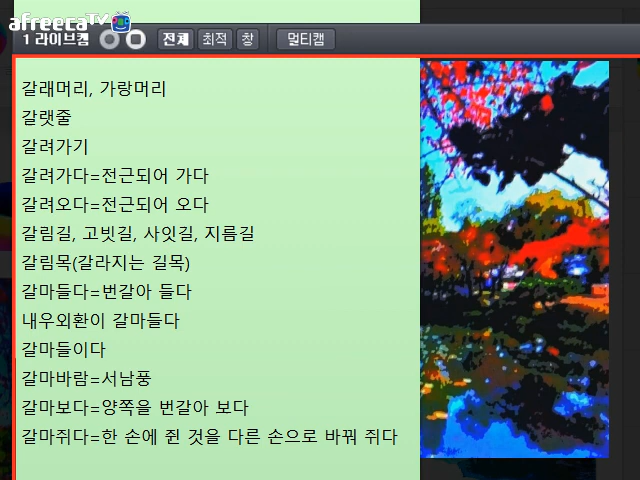 afreecaTV
1 라이브캠 전체 최적 창 멀티캠
갈래머리, 가랑머리
갈랫줄
갈려가기
갈려가다=전근되어 가다
갈려오다=전근되어 오다
갈림길, 고빗길, 사잇길, 지름길
갈림목(갈라지는 길목)
갈마들다=번갈아 들다
내우외환이 갈마들다
갈마들이다
갈마바람=서남풍
갈마보다=양쪽을 번갈아 보다
갈마쥐다=한 손에 쥔 것을 다른 손으로 바꿔 쥐다